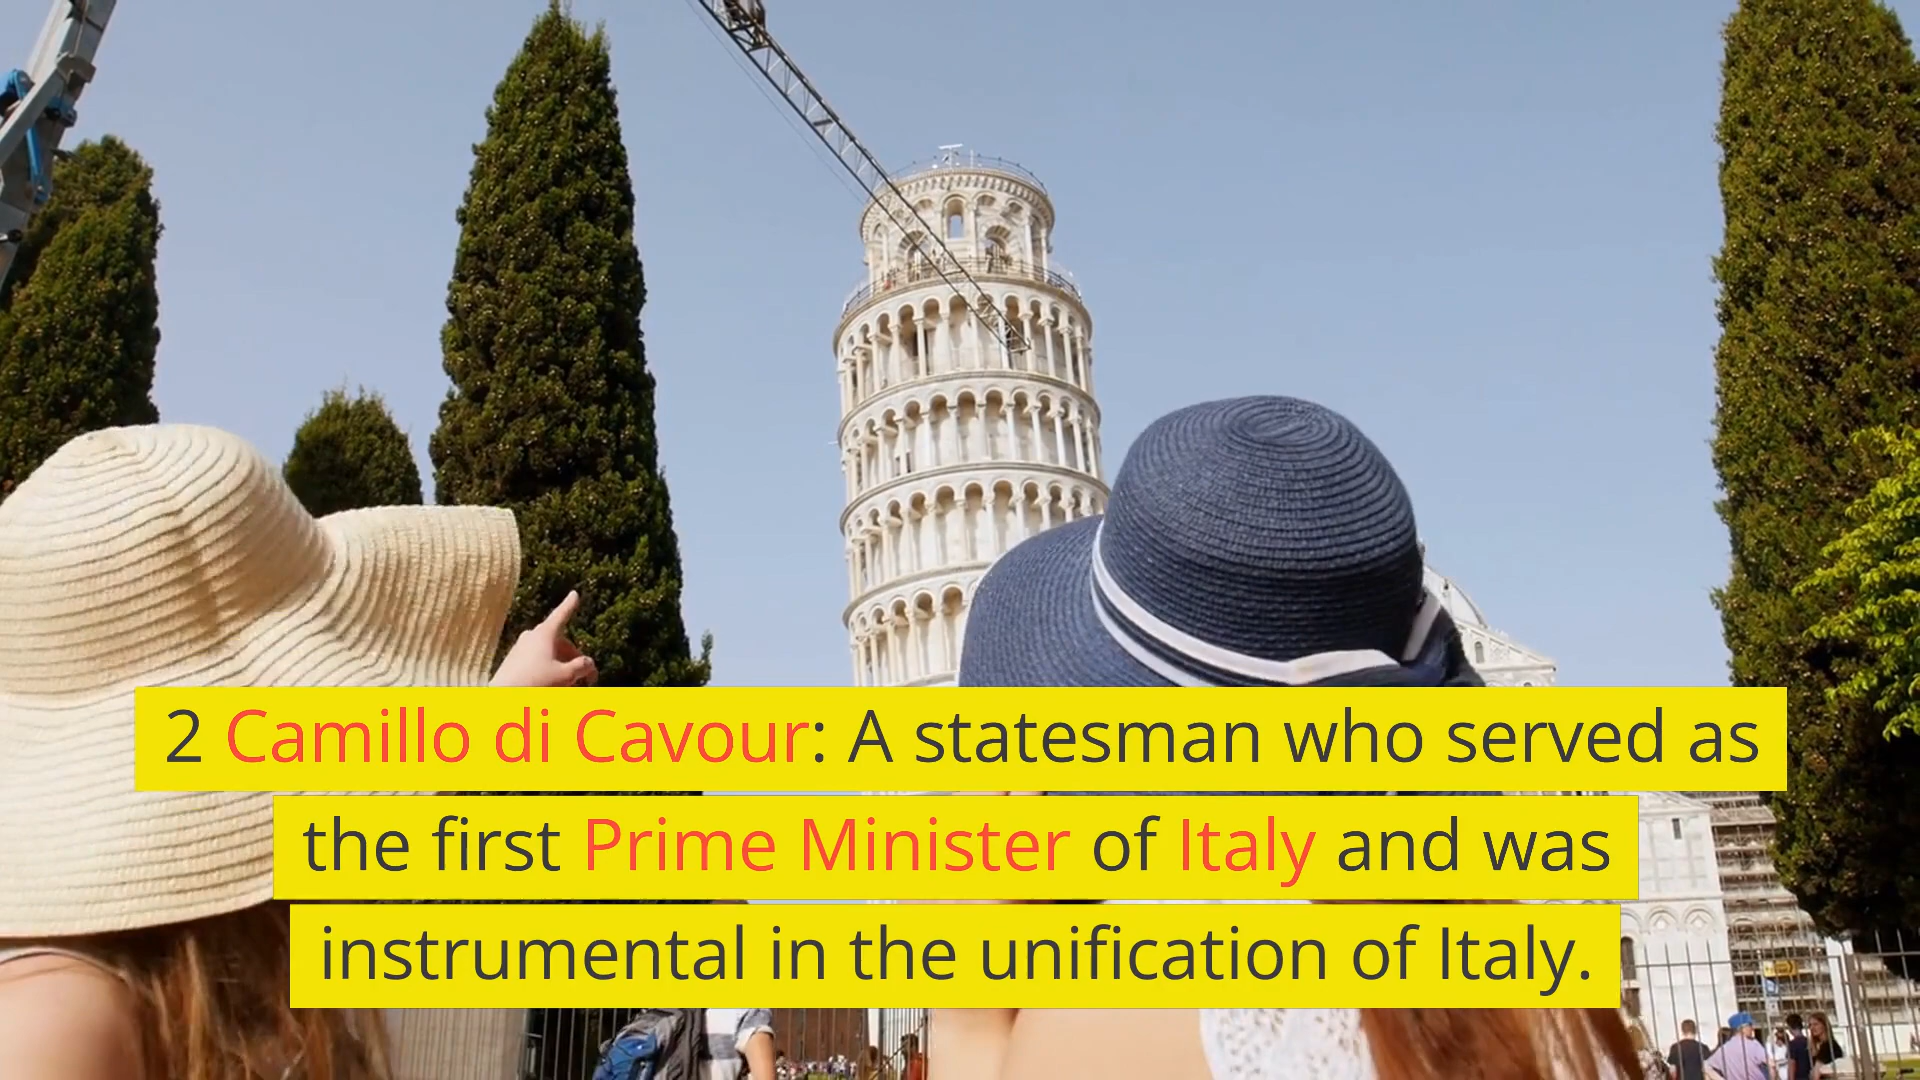 2 Camillo di Cavour: A statesman who served as
the first Prime Minister of Italy and was
instrumental in the unification of Italy.